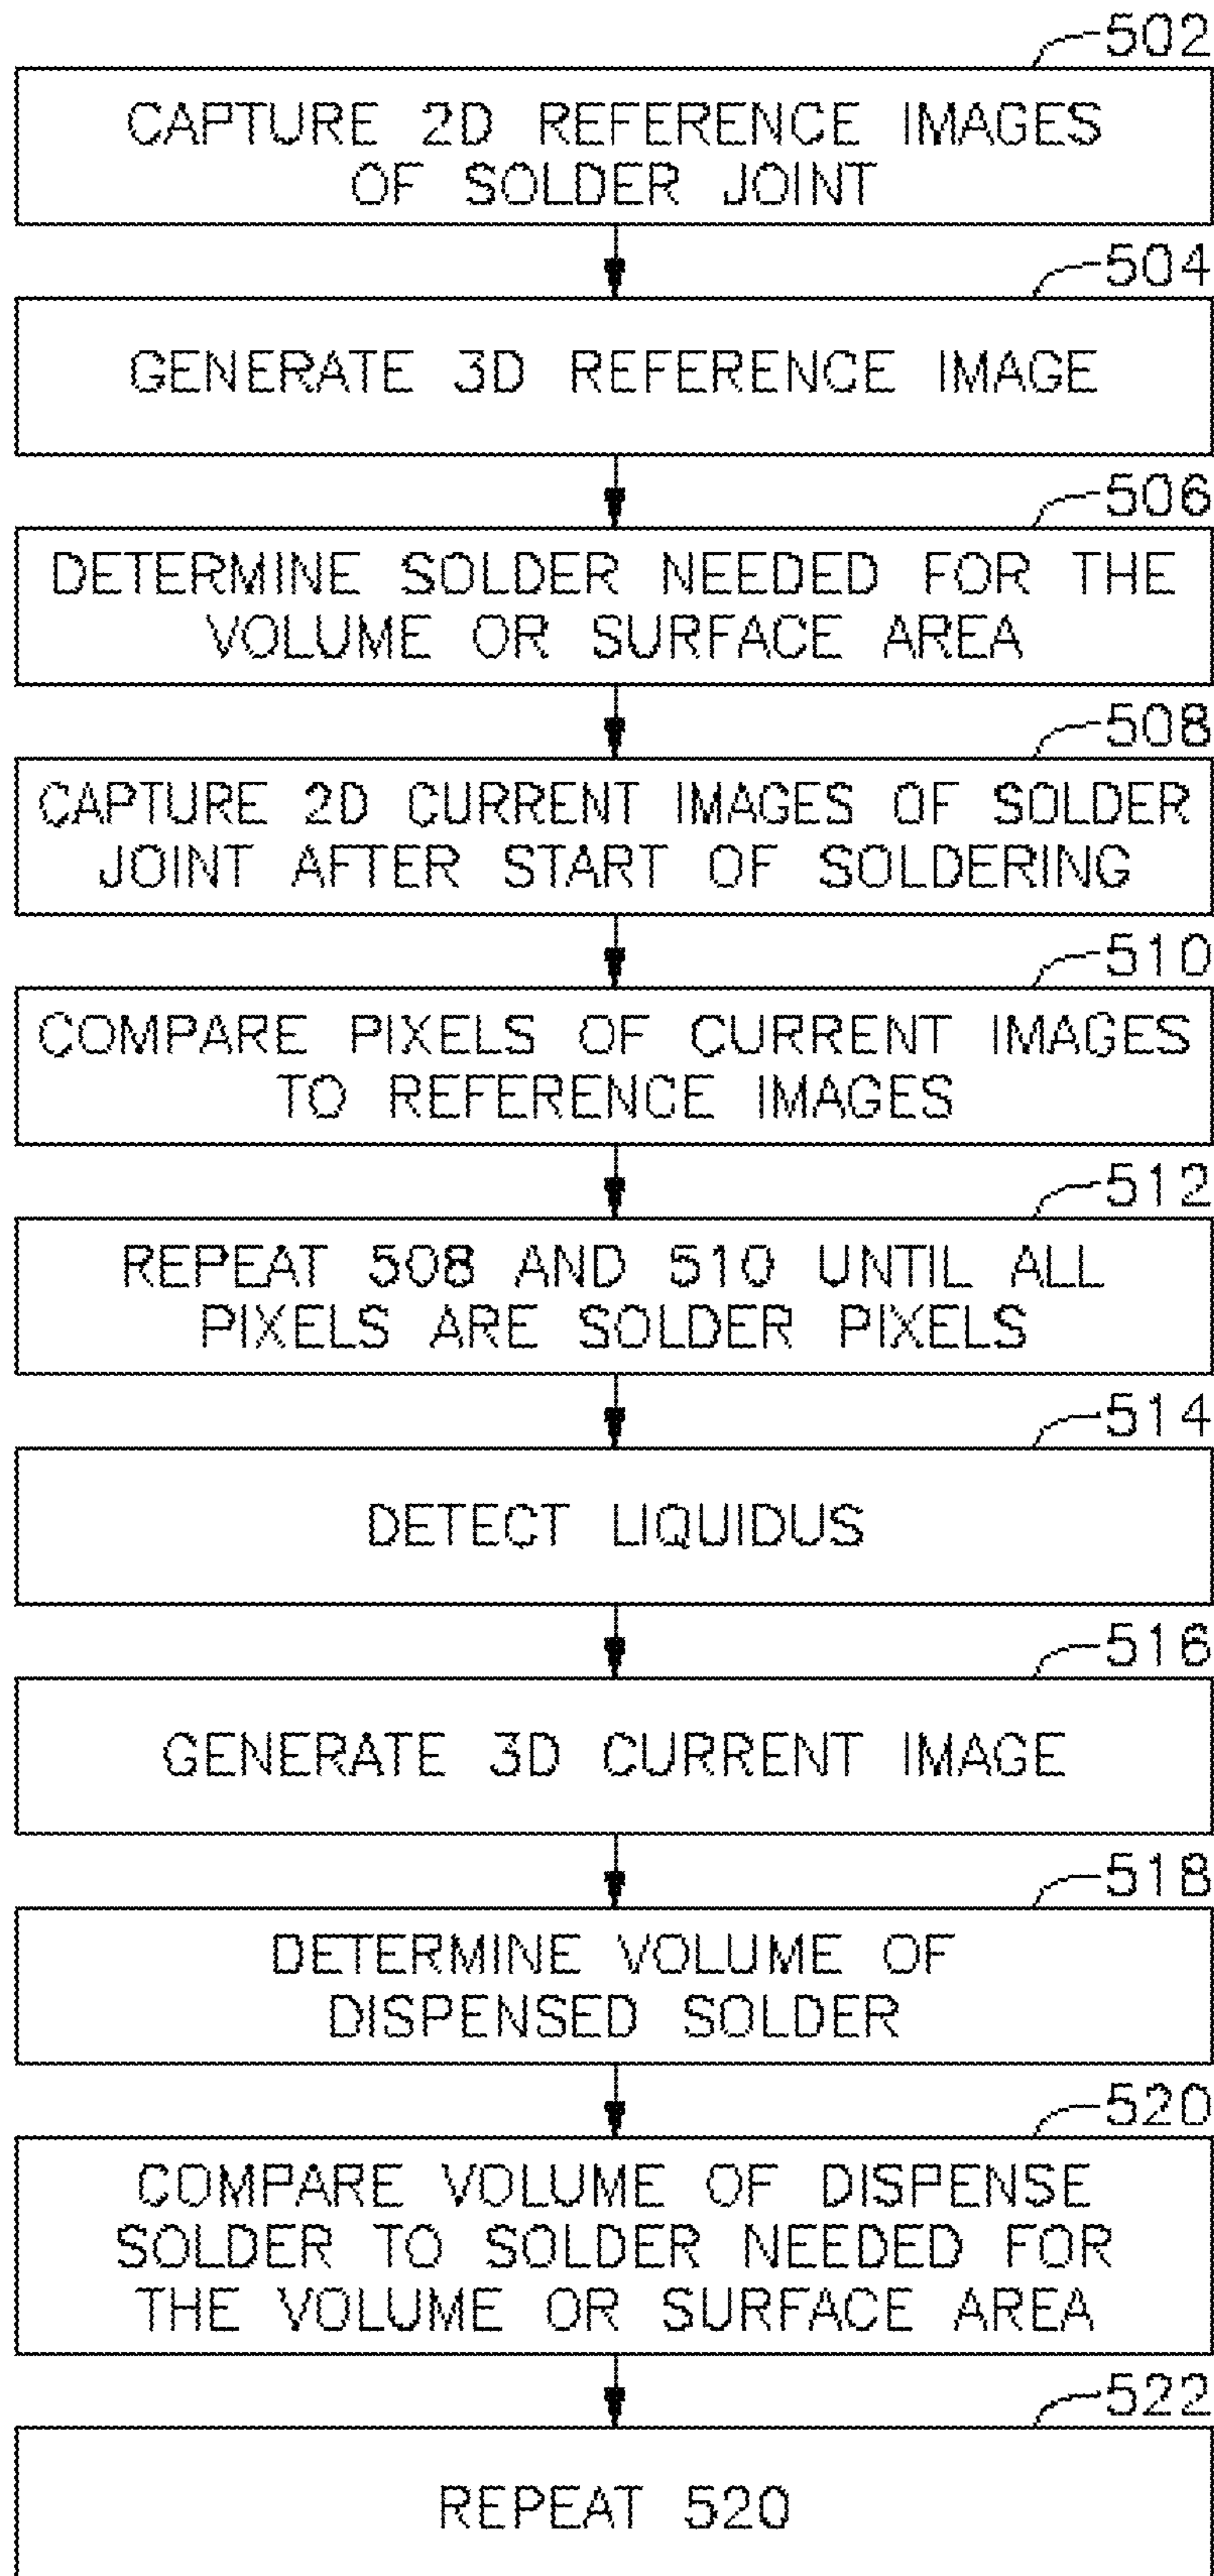 502
CAPTURE 2D REFERENCE IMAGES
OF SOLDER JOINT
504
GENERATE 3D REFERENCE IMAGE
506
DETERMINE SOLDER NEEDED FOR THE
VOLUME OR SURFACE AREA
508
CAPTURE 2D CURRENT IMAGES OF SOLDER
JOINT AFTER START OF SOLDERING
510
COMPARE PIXELS OF CURRENT IMAGES
TO REFERENCE IMAGES
512
REPEAT 508 AND 510 UNTIL ALL
PIXELS ARE SOLDER PIXELS
514
DETECT LIQUIDUS
516
GENERATE 3D CURRENT IMAGE
518
DETERMINE VOLUME OF
DISPENSED SOLDER
520
COMPARE VOLUME OF DISPENSE
SOLDER TO SOLDER NEEDED FOR
THE VOLUME OR SURFACE AREA
522
REPEAT 520